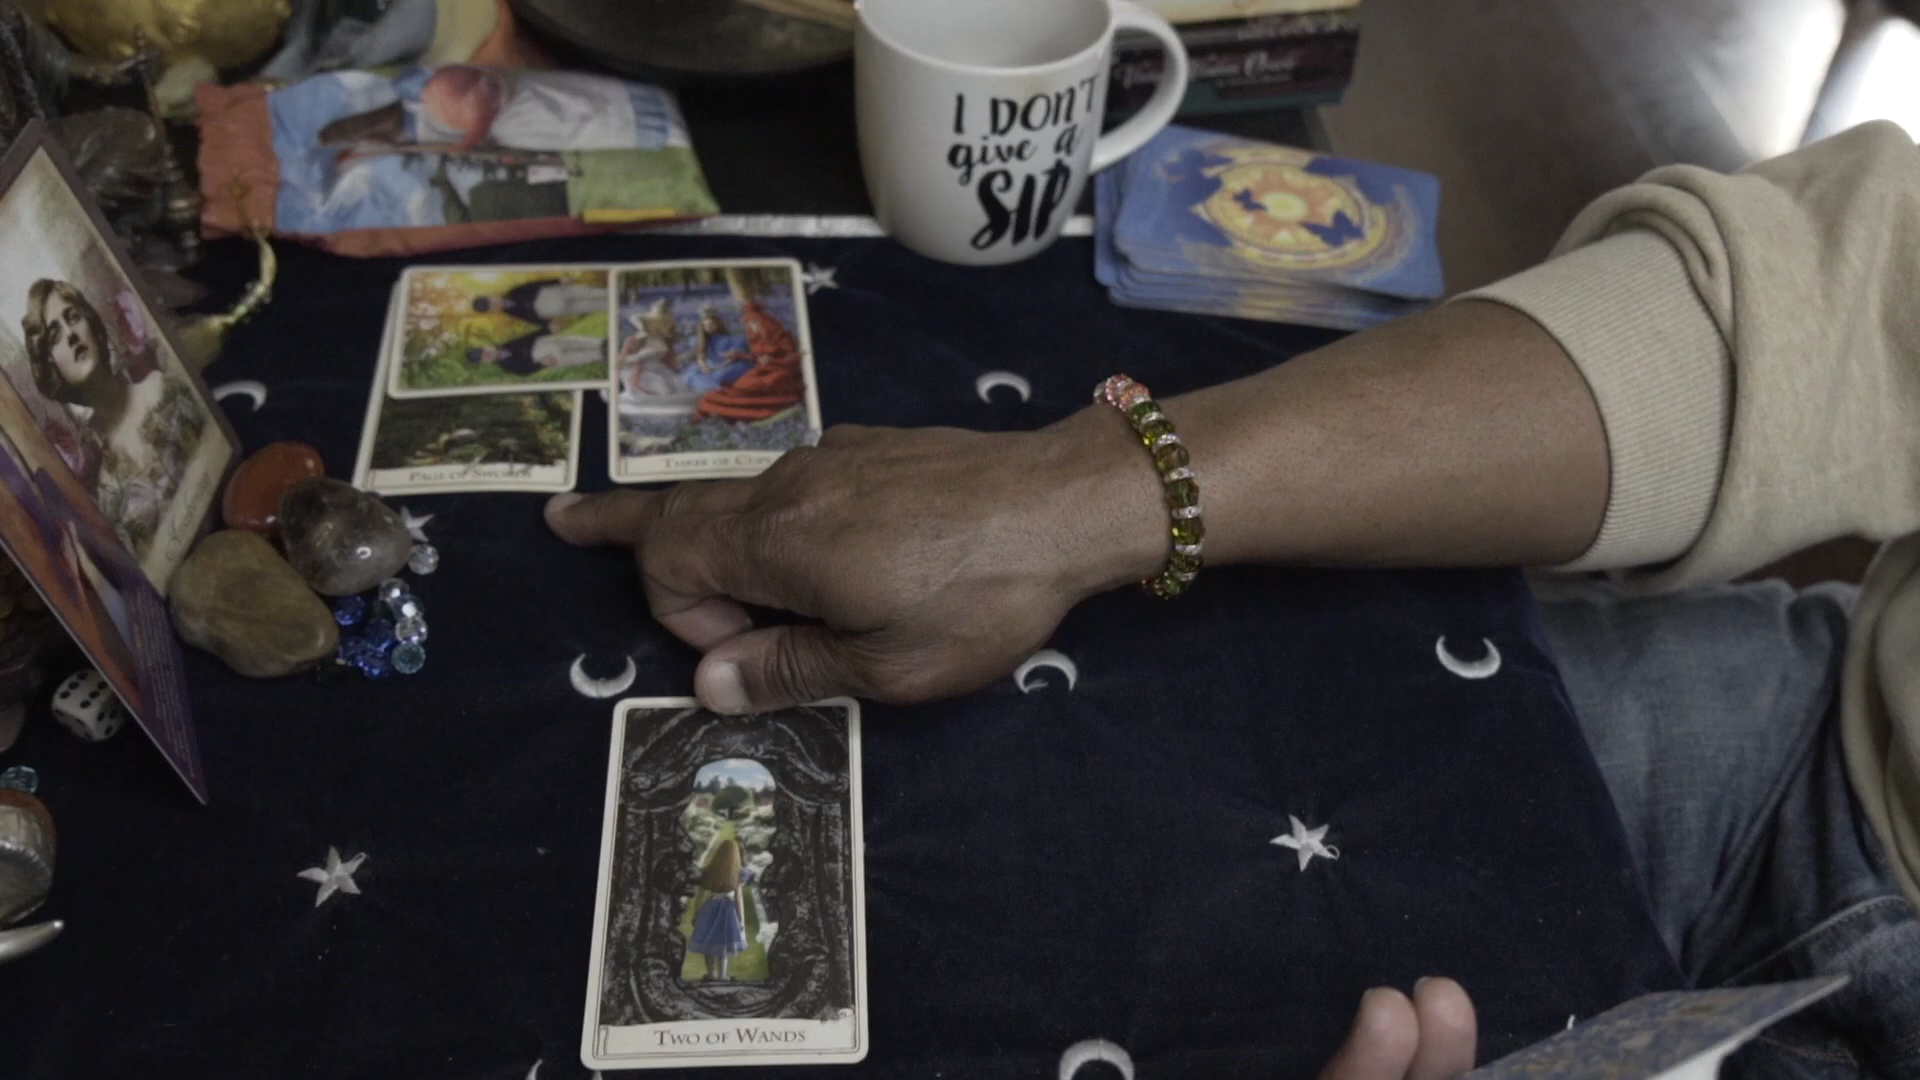 I DON'T
give a
SIP
PAGE OF SWORDS
THREE OF CUPS
TWO OF WANDS